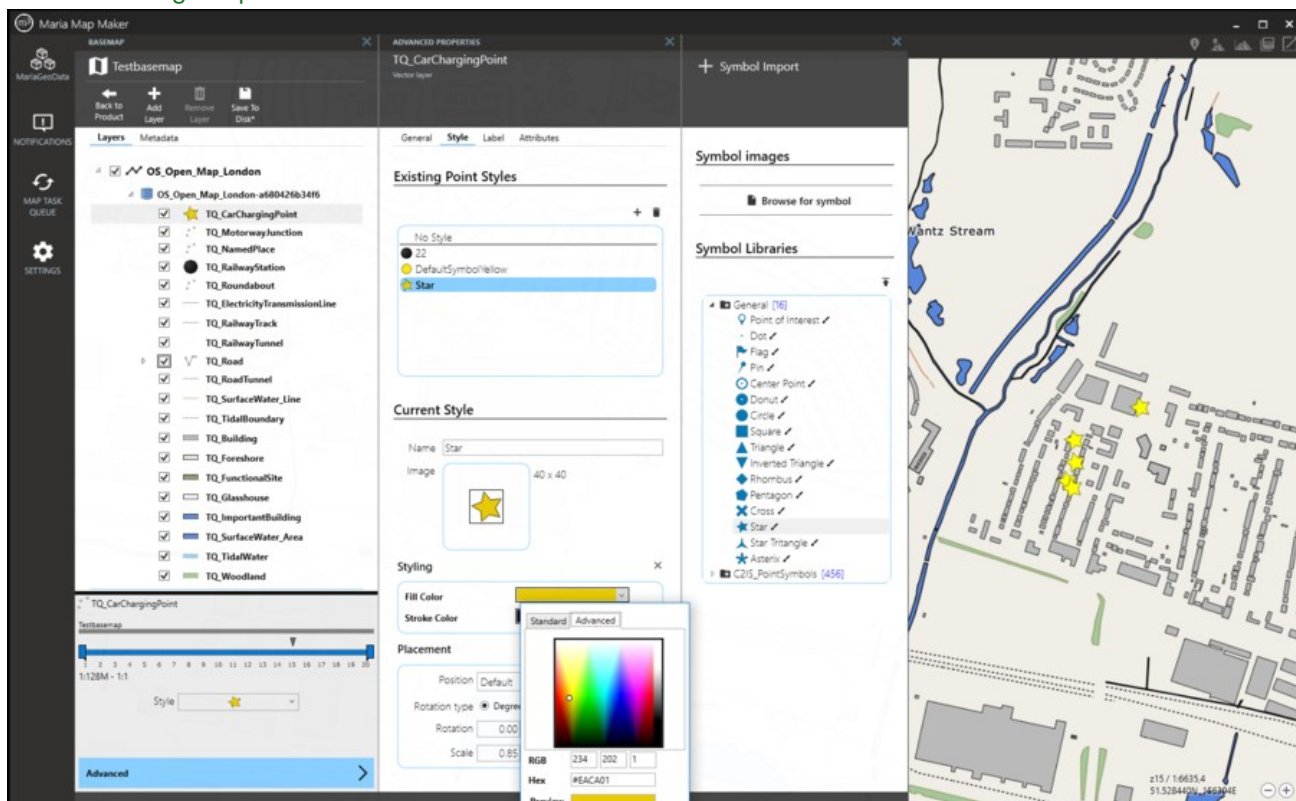 Maria Map Maker
MariaGeoData
NOTIFICATIONS
MAP TASK
QUEUE
SETTINGS
BASEMAP
Testbasemap
Back to
Product
Add
Layer
Remove
Layer
Save To
Disk*
Layers
Metadata
OS_Open_Map_London
OS_Open_Map_London-a680426b34f6
TQ_CarChargingPoint
TQ_MotorwayJunction
TQ_NamedPlace
TQ_RailwayStation
TQ_Roundabout
TQ_ElectricityTransmissionLine
TQ_RailwayTrack
TQ_RailwayTunnel
TQ_Road
TQ_RoadTunnel
TQ_SurfaceWater_Line
TQ_TidalBoundary
TQ_Building
TQ_Foreshore
TQ_FunctionalSite
TQ_Glasshouse
TQ_ImportantBuilding
TQ_SurfaceWater_Area
TQ_TidalWater
TQ_Woodland
TQ_CarChargingPoint
Testbasemap
1 2 3 4 5 6 7 8 9 10 11 12 13 14 15 16 17 18 19 20
1:128M - 1:1
Style
Advanced
ADVANCED PROPERTIES
TQ_CarChargingPoint
Vector layer
General
Style
Label
Attributes
Existing Point Styles
No Style
22
DefaultSymbolYellow
Star
Current Style
Name Star
Image
40 x 40
Styling
Fill Color
Stroke Color
Placement
Position Default
Rotation type
Rotation 0.00
Scale 0.85
Standard Advanced
RGB 234 202 1
Hex #EACA01
Preview
+ Symbol Import
Symbol images
Browse for symbol
Symbol Libraries
General [16]
Point of Interest
Dot
Flag
Pin
Center Point
Donut
Circle
Square
Triangle
Inverted Triangle
Rhombus
Pentagon
Cross
Star
Star Tritangle
Asterix
C2IS_PointSymbols [456]
Wantz Stream
z15 / 1:6635,4